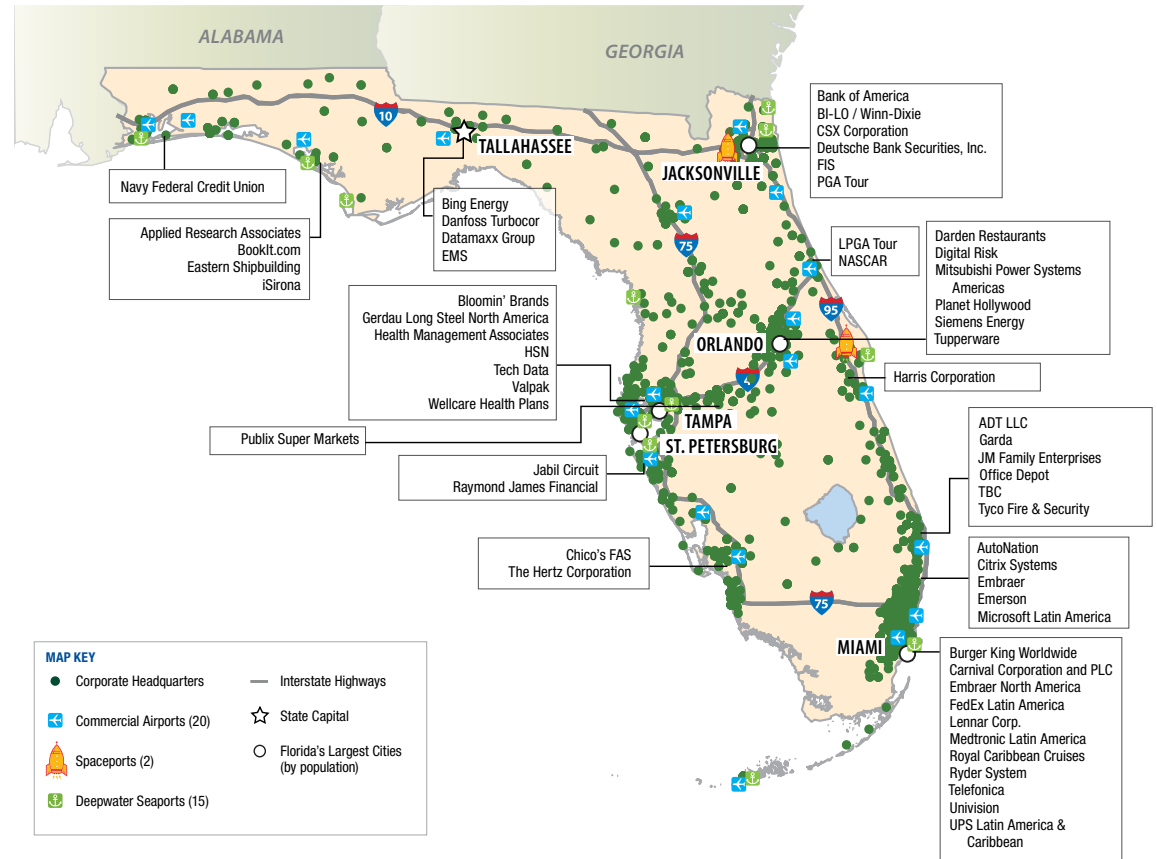 ALABAMA
GEORGIA
10
TALLAHASSEE
JACKSONVILLE
Bank of America
BI-LO / Winn-Dixie
CSX Corporation
Deutsche Bank Securities, Inc.
FIS
PGA Tour
Navy Federal Credit Union
Applied Research Associates
BookIt.com
Eastern Shipbuilding
iSirona
Bing Energy
Danfoss Turbocor
Datamaxx Group
EMS
75
LPGA Tour
NASCAR
Darden Restaurants
Digital Risk
Mitsubishi Power Systems
Americas
Planet Hollywood
Siemens Energy
Tupperware
95
Bloomin’ Brands
Gerdau Long Steel North America
Health Management Associates
HSN
Tech Data
Valpak
Wellcare Health Plans
ORLANDO
4
Harris Corporation
Publix Super Markets
TAMPA
ST. PETERSBURG
Jabil Circuit
Raymond James Financial
ADT LLC
Garda
JM Family Enterprises
Office Depot
TBC
Tyco Fire & Security
Chico’s FAS
The Hertz Corporation
AutoNation
Citrix Systems
Embraer
Emerson
Microsoft Latin America
75
MIAMI
Burger King Worldwide
Carnival Corporation and PLC
Embraer North America
FedEx Latin America
Lennar Corp.
Medtronic Latin America
Royal Caribbean Cruises
Ryder System
Telefonica
Univision
UPS Latin America &
Caribbean
MAP KEY
Corporate Headquarters
Commercial Airports (20)
Spaceports (2)
Deepwater Seaports (15)
Interstate Highways
State Capital
Florida’s Largest Cities
(by population)